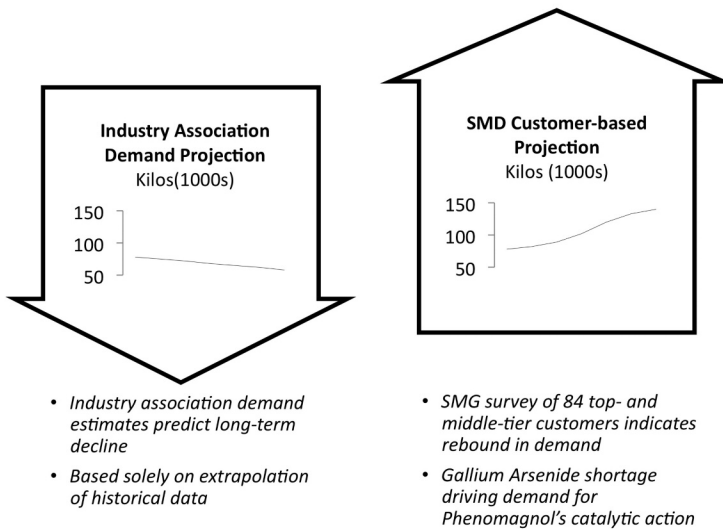 Industry Association
Demand Projection
Kilos(1000s)
150
100
50
• Industry association demand
estimates predict long-term
decline
• Based solely on extrapolation
of historical data
SMD Customer-based
Projection
Kilos (1000s)
150
100
50
• SMG survey of 84 top- and
middle-tier customers indicates
rebound in demand
• Gallium Arsenide shortage
driving demand for
Phenomagnol’s catalytic action